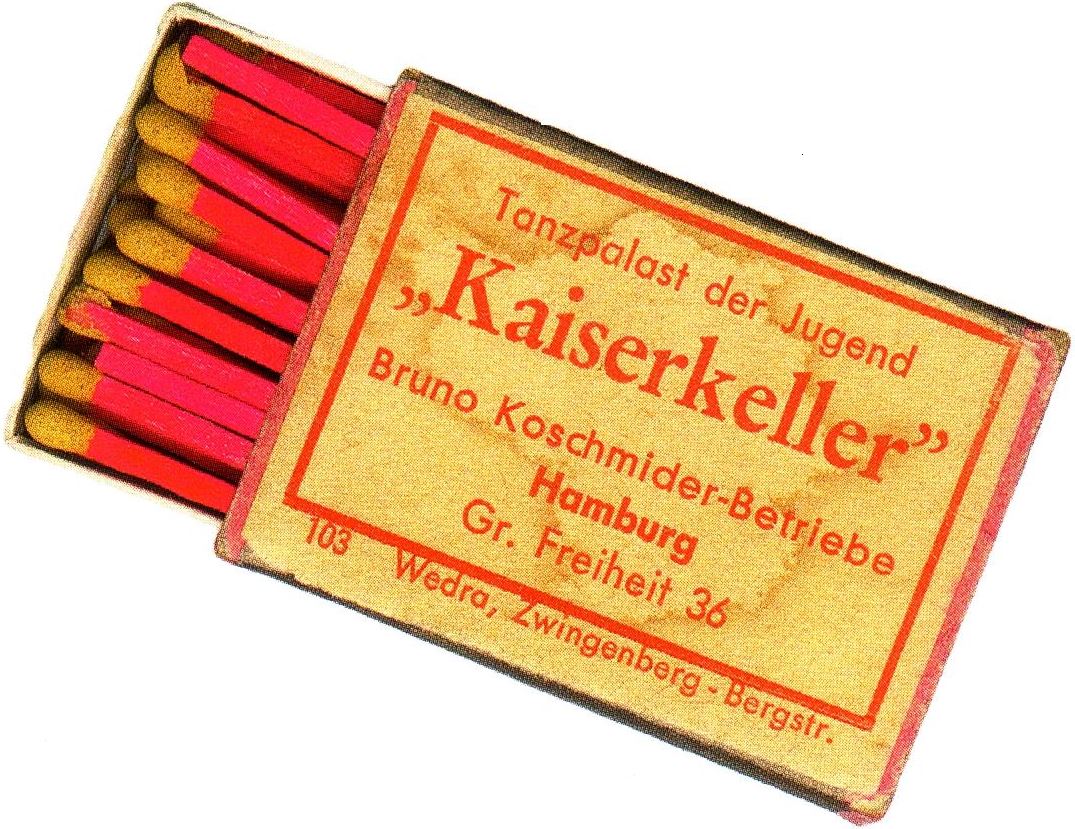 Tanzpalast der Jugend
„Kaiserkeller”
Bruno Koschmider-Betriebe
Hamburg
Gr. Freiheit 36
103 Wedra, Zwingenberg - Bergstr.